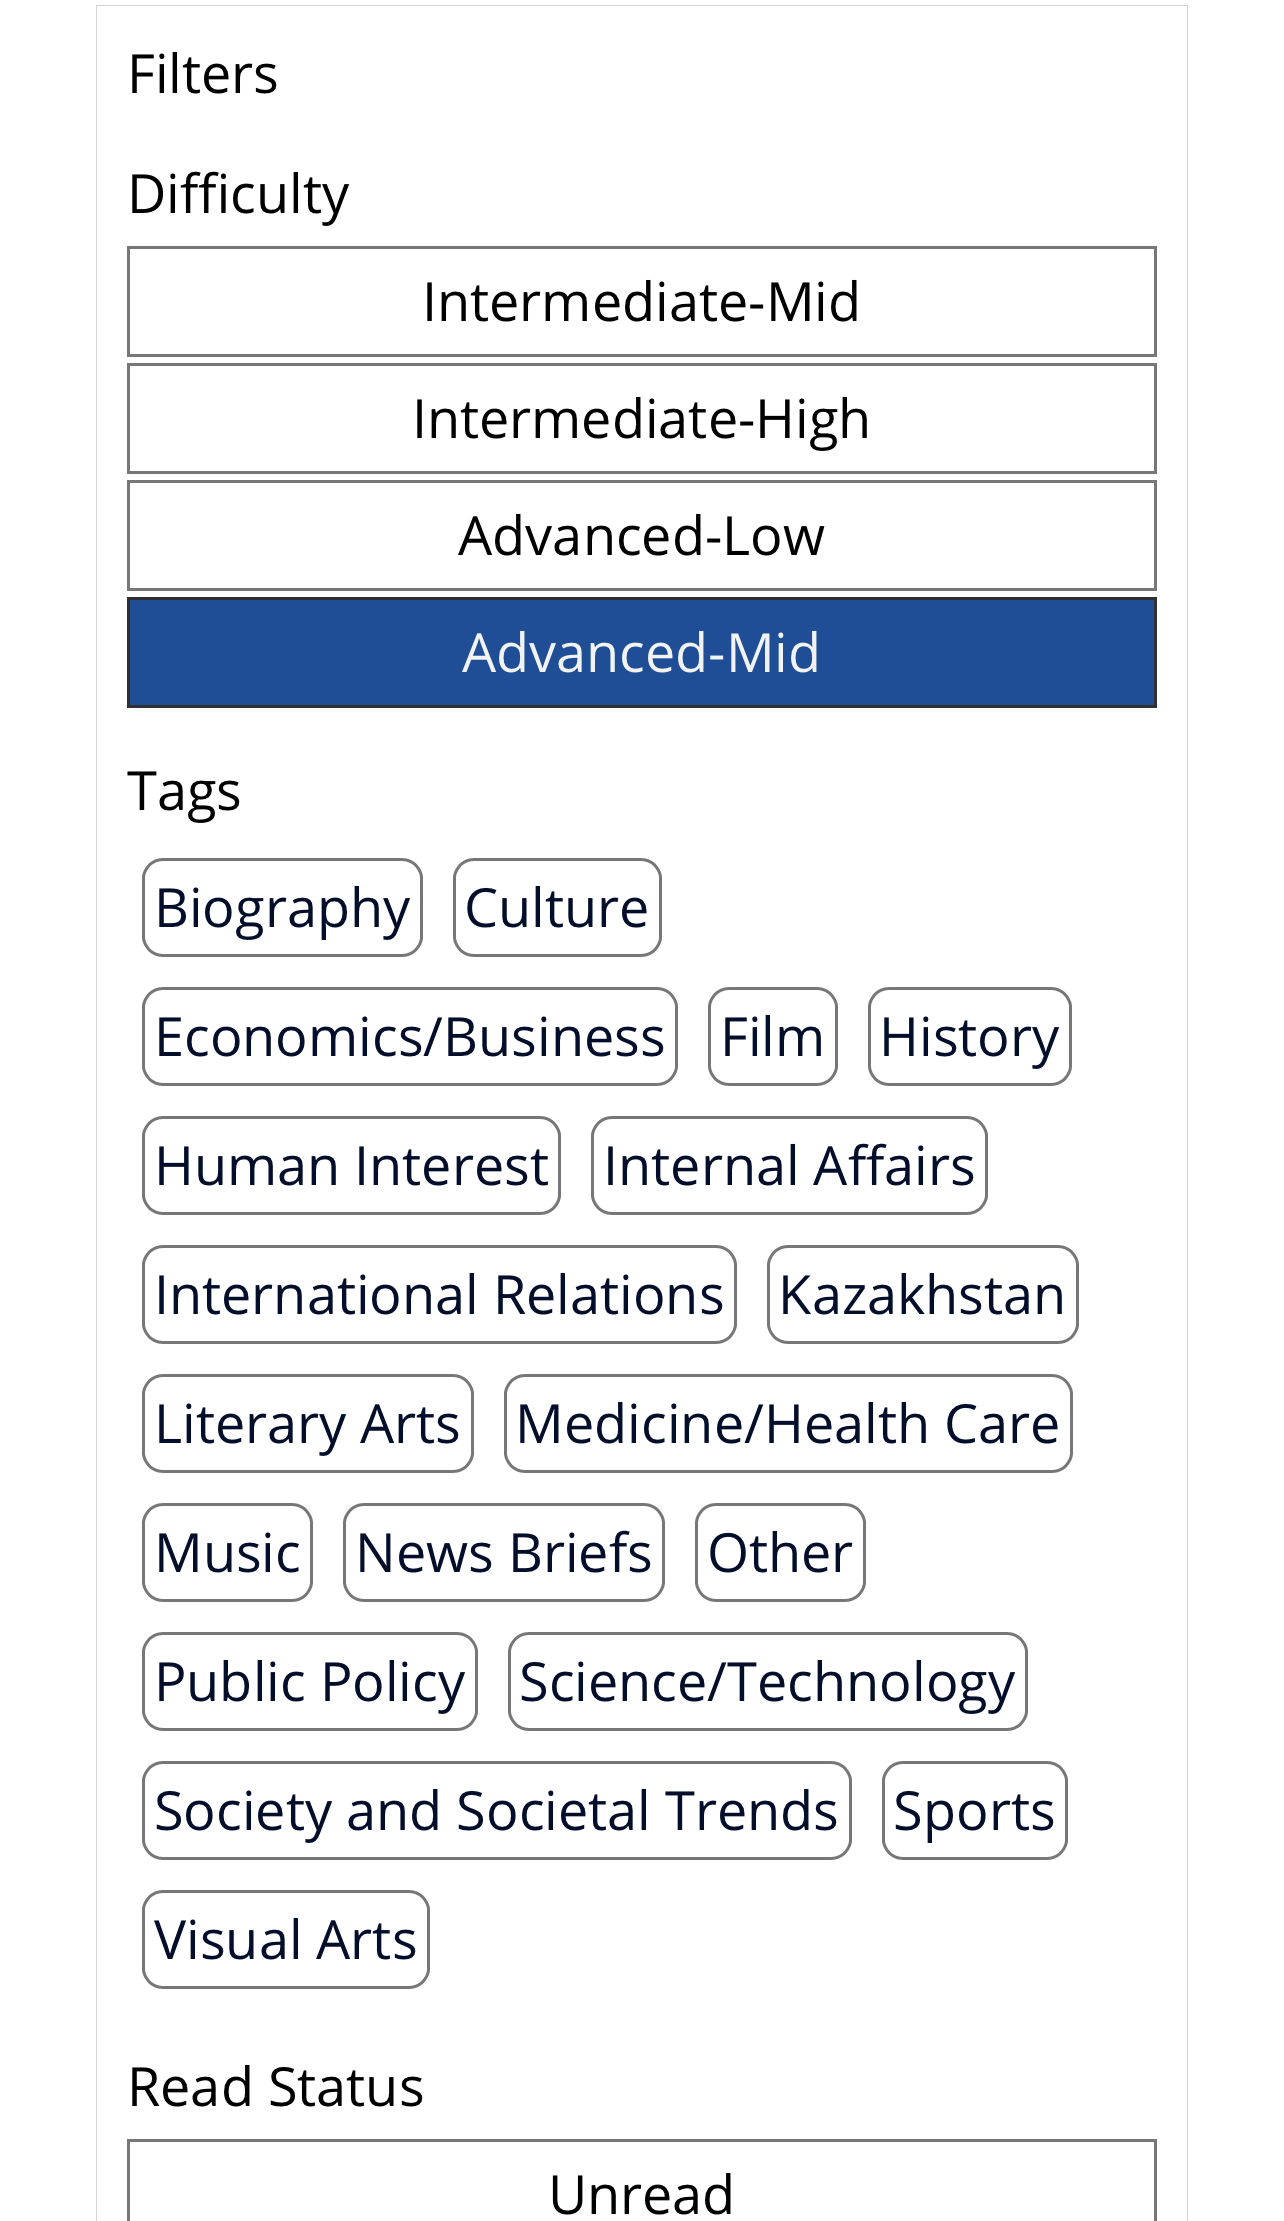 Filters
Difficulty
Intermediate-Mid
Intermediate-High
Advanced-Low
Advanced-Mid
Tags
Biography Culture
Economics/Business Film History
Human Interest Internal Affairs
International Relations Kazakhstan
Literary Arts Medicine/Health Care
Music News Briefs Other
Public Policy Science/Technology
Society and Societal Trends Sports
Visual Arts
Read Status
Unread